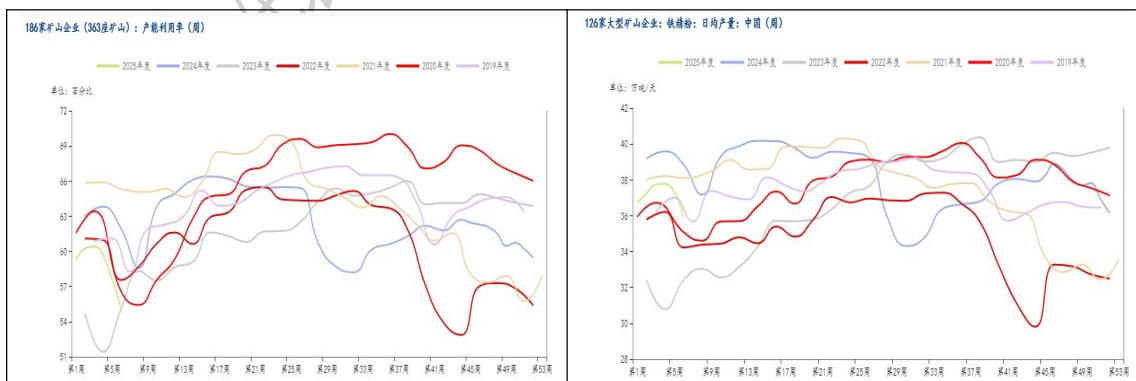 186家矿山企业（363座矿山）：产能利用率（周）
2025年度 2024年度 2023年度 2022年度 2021年度 2020年度 2019年度
单位：百分比
72
69
66
63
60
57
54
51
第1周 第5周 第9周 第13周 第17周 第21周 第25周 第29周 第33周 第37周 第41周 第45周 第49周 第53周
126家大型矿山企业：铁精粉：日均产量：中国（周）
2025年度 2024年度 2023年度 2022年度 2021年度 2020年度 2019年度
单位：万吨/天
42
40
38
36
34
32
30
28
第1周 第5周 第9周 第13周 第17周 第21周 第25周 第29周 第33周 第37周 第41周 第45周 第49周 第53周